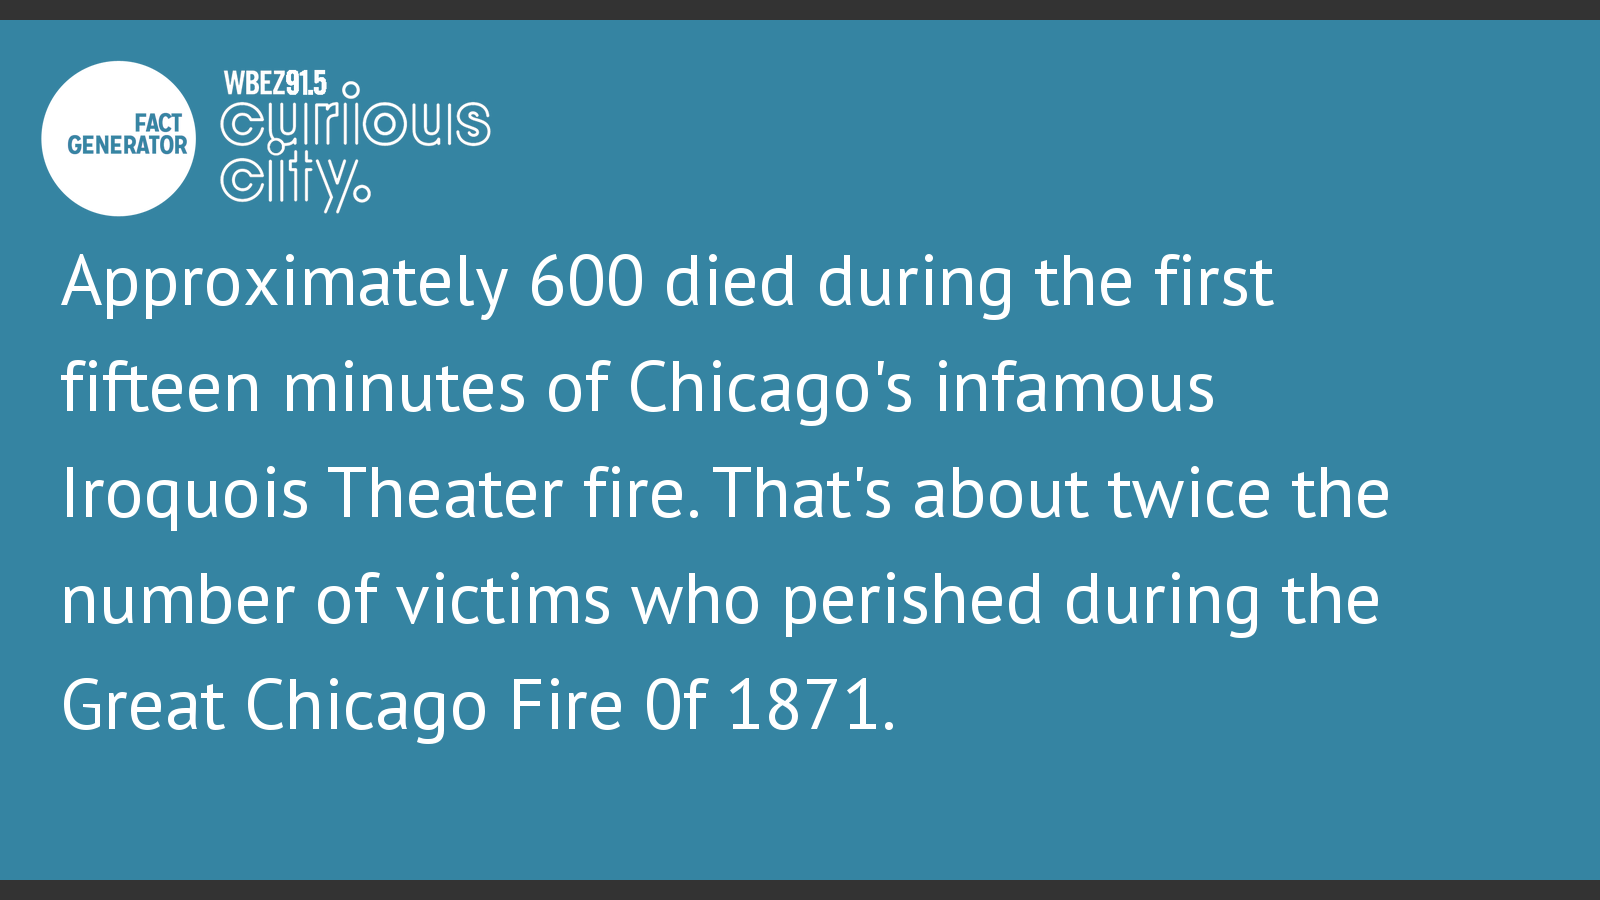 FACT
GENERATOR
WBEZ91.5
curious
city.
Approximately 600 died during the first
fifteen minutes of Chicago's infamous
Iroquois Theater fire. That's about twice the
number of victims who perished during the
Great Chicago Fire 0f 1871.